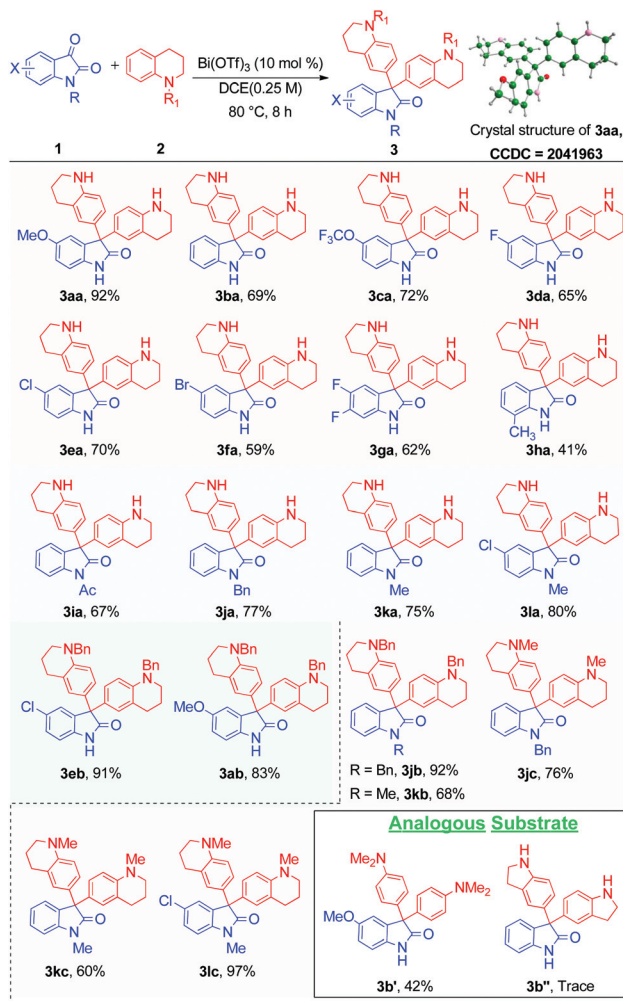 X
O
O
N
R
1
+
N
R1
2
Bi(OTf)3 (10 mol %)
DCE(0.25 M)
80 °C, 8 h
N
R1
R1
N
X
O
N
R
3
Crystal structure of 3aa,
CCDC = 2041963
NH
H
N
MeO
O
N
H
3aa, 92%
NH
H
N
O
N
H
3ba, 69%
NH
H
N
F3CO
O
N
H
3ca, 72%
NH
H
N
F
O
N
H
3da, 65%
NH
H
N
Cl
O
N
H
3ea, 70%
NH
H
N
Br
O
N
H
3fa, 59%
NH
H
N
F
F
O
N
H
3ga, 62%
NH
H
N
O
N
H
CH3
3ha, 41%
NH
H
N
O
N
Ac
3ia, 67%
NH
H
N
O
N
Bn
3ja, 77%
NH
H
N
O
N
Me
3ka, 75%
NH
H
N
Cl
O
N
Me
3la, 80%
NBn
Bn
N
Cl
O
N
H
3eb, 91%
NBn
Bn
N
MeO
O
N
H
3ab, 83%
NBn
Bn
N
O
N
R
R = Bn, 3jb, 92%
R = Me, 3kb, 68%
NMe
Me
N
O
N
Bn
3jc, 76%
NMe
Me
N
O
N
Me
3kc, 60%
NMe
Me
N
Cl
O
N
Me
3lc, 97%
Analogous Substrate
Me2N
NMe2
MeO
O
N
H
3b', 42%
H
N
H
N
O
N
H
3b", Trace